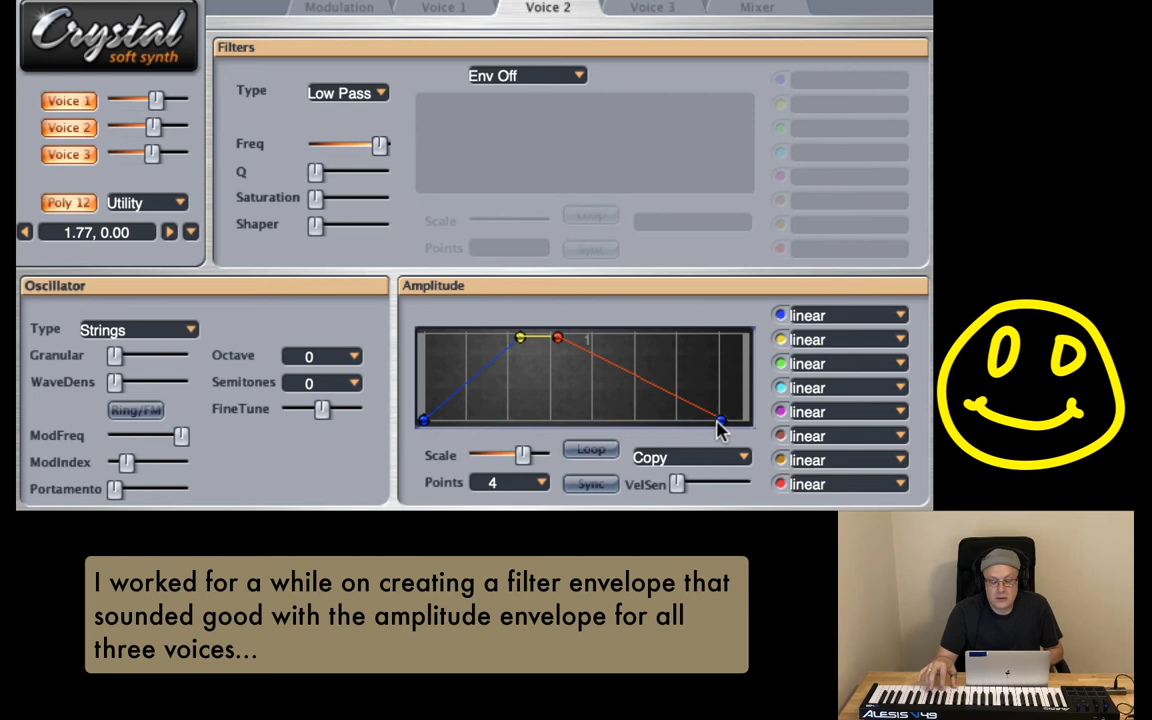 Modulation Voice 1 Voice 2 Voice 3 Mixer
Crystal
soft synth
Voice 1
Voice 2
Voice 3
Poly 12 Utility
1.77, 0.00
Filters
Type Low Pass
Env Off
Freq
Q
Saturation
Shaper
Scale Loop
Points Sync
Oscillator
Type Strings
Granular
WaveDens
Ring/FM
ModFreq
ModIndex
Portamento
Octave 0
Semitones 0
FineTune
Amplitude
1
Scale Loop Copy
Points 4 Sync VelSen
linear
linear
linear
linear
linear
linear
linear
linear
I worked for a while on creating a filter envelope that
sounded good with the amplitude envelope for all
three voices...
ALESIS V49